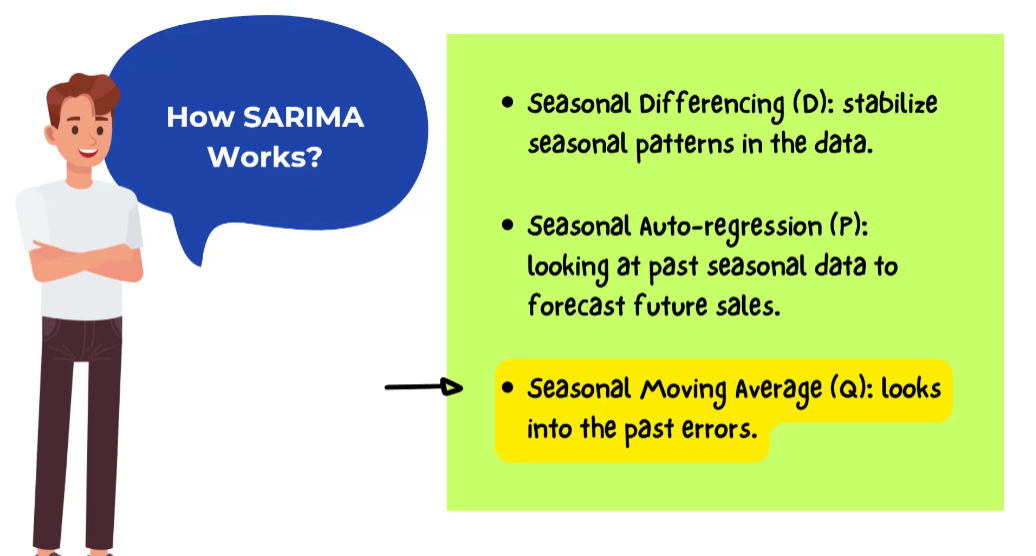 How SARIMA
Works?
• Seasonal Differencing (D): stabilize
seasonal patterns in the data.
• Seasonal Auto-regression (P):
looking at past seasonal data to
forecast future sales.
• Seasonal Moving Average (Q): looks
into the past errors.